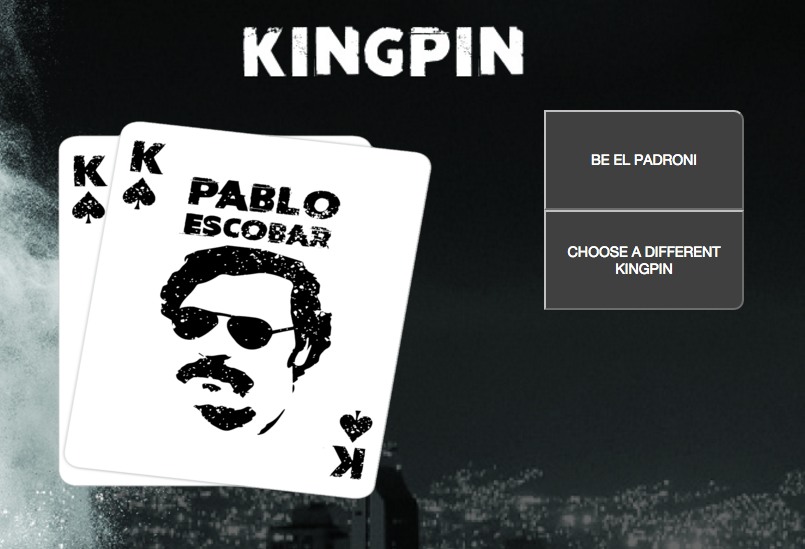 KINGPIN
K
K
PABLO
ESCOBAR
K
BE EL PADRONI
CHOOSE A DIFFERENT
KINGPIN